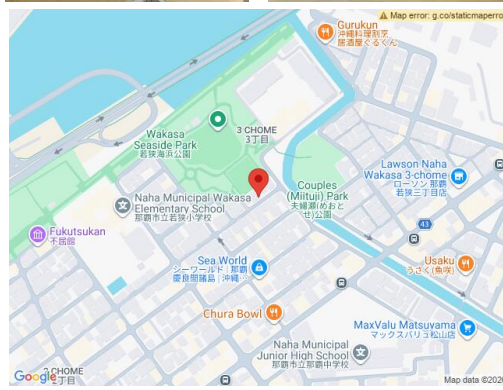 Map error: g.co/staticmaperro
Gurukun
沖縄料理割烹
居酒屋ぐるくん
Wakasa
Seaside Park
若狭海浜公園
3 CHOME
3丁目
Lawson Naha
Wakasa 3-chome
ローソン 那覇
若狭三丁目店
Couples
(Miituji) Park
夫婦瀬(めおと
せ)公園
Naha Municipal Wakasa
Elementary School
那覇市立若狭小学校
43
Fukutsukan
不屈館
Sea World
シーワールド | 那覇
慶良間諸島 | 沖縄...
Usaku
うさく(魚咲)
Chura Bowl
MaxValu Matsuyama
マックスバリュ松山店
Naha Municipal
Junior High School
那覇市立那覇中学校
2 CHOME
2丁目
Google
Map data ©202